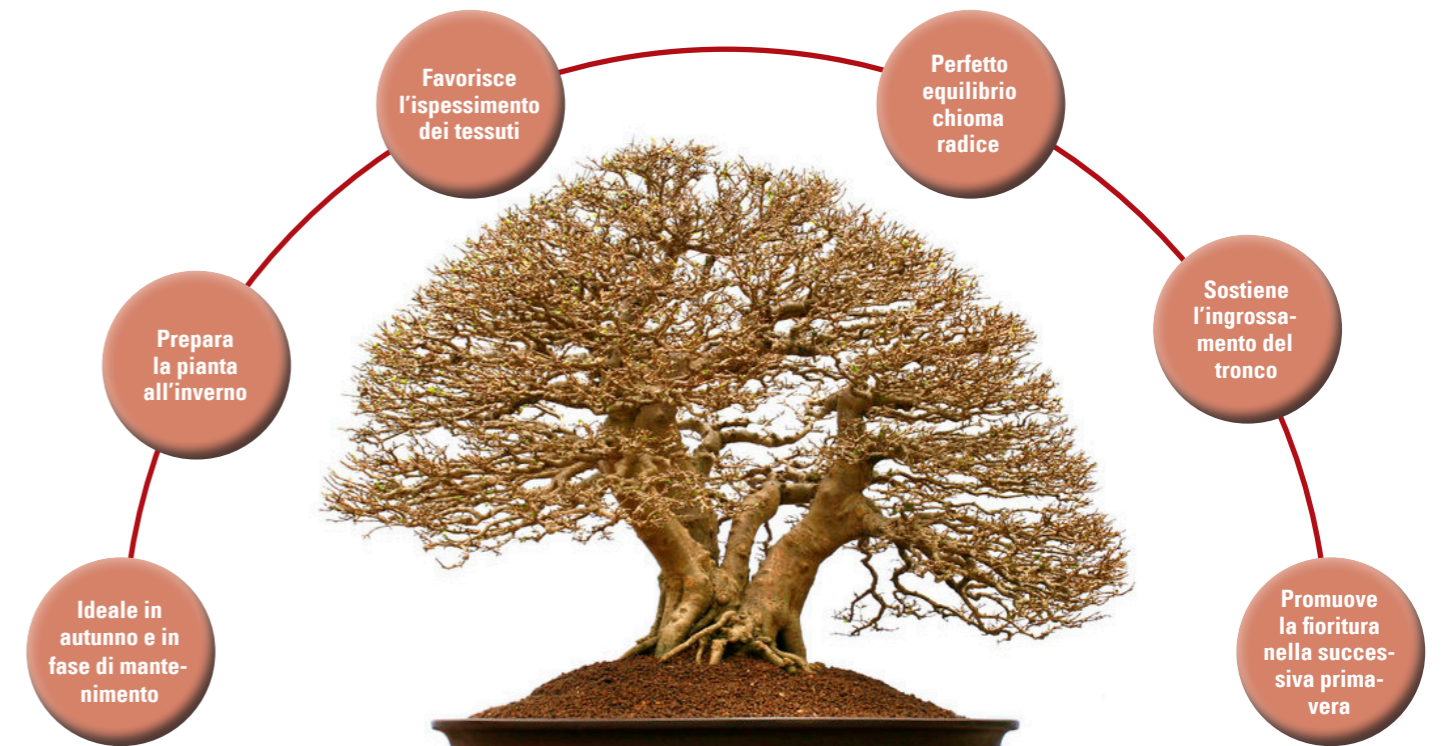 Ideale in
autunno e in
fase di mante-
nimento
Prepara
la pianta
all'inverno
Favorisce
l'ispessimento
dei tessuti
Perfetto
equilibrio
chioma
radice
Sostiene
l'ingrossa-
mento del
tronco
Promuove
la fioritura
nella succes-
siva prima-
vera